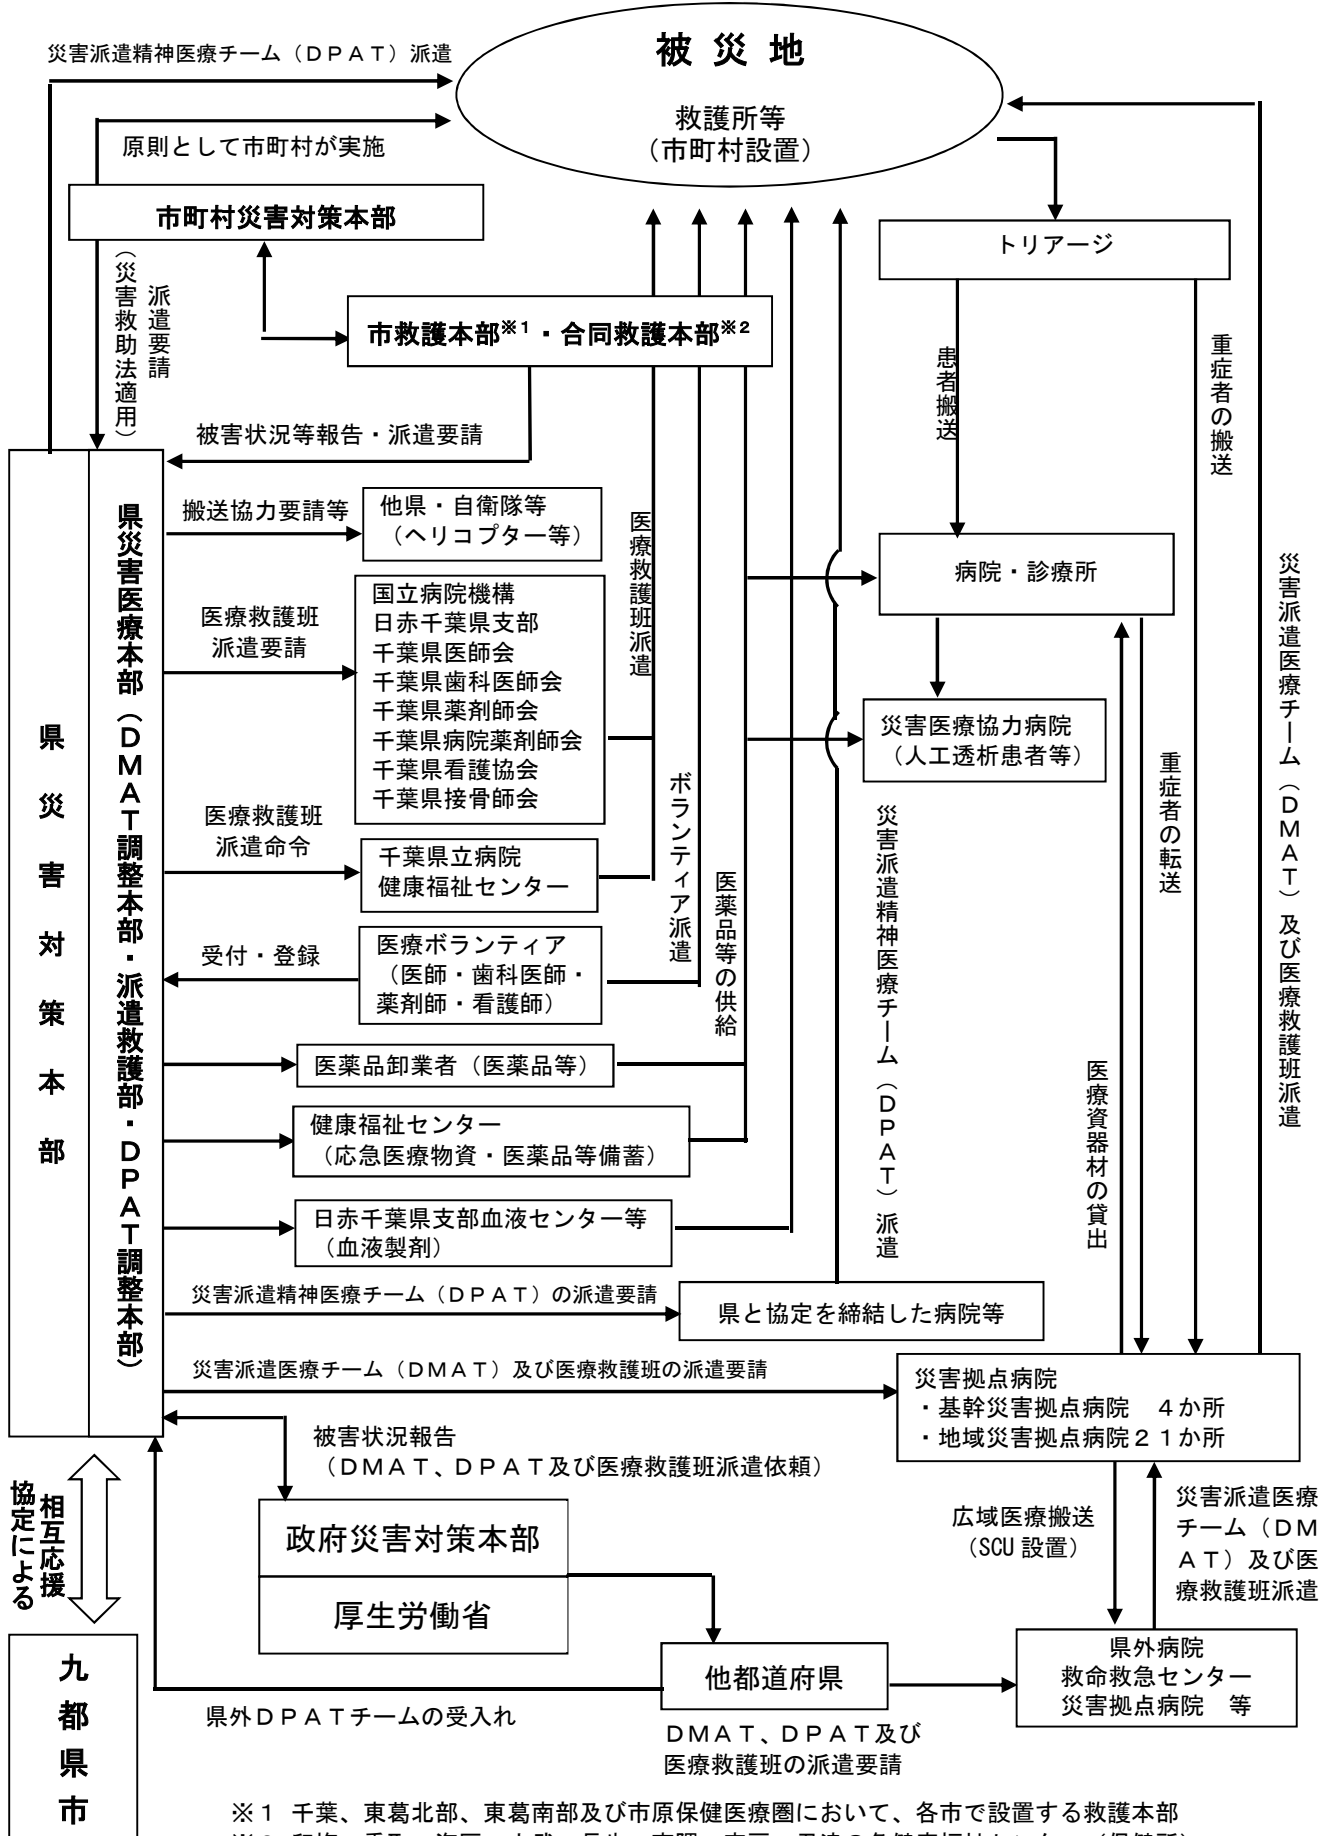 災害派遣精神医療チーム（ＤＰＡＴ）派遣
被 災 地
救護所等
（市町村設置）
原則として市町村が実施
市町村災害対策本部
トリアージ
派遣要請
（災害救助法適用）
市救護本部※1・合同救護本部※2
患者搬送
重症者の搬送
被害状況等報告・派遣要請
県災害対策本部
県災害医療本部（ＤＭＡＴ調整本部・派遣救護部・ＤＰＡＴ調整本部）
搬送協力要請等
他県・自衛隊等
（ヘリコプター等）
医療救護班派遣
病院・診療所
災害派遣医療チーム（ＤＭＡＴ）及び医療救護班派遣
医療救護班
派遣要請
国立病院機構
日赤千葉県支部
千葉県医師会
千葉県歯科医師会
千葉県薬剤師会
千葉県病院薬剤師会
千葉県看護協会
千葉県接骨師会
災害医療協力病院
（人工透析患者等）
重症者の転送
ボランティア派遣
災害派遣精神医療チーム（ＤＰＡＴ）派遣
医療救護班
派遣命令
千葉県立病院
健康福祉センター
医薬品等の供給
受付・登録
医療ボランティア
（医師・歯科医師・
薬剤師・看護師）
医薬品卸業者（医薬品等）
医療資器材の貸出
健康福祉センター
（応急医療物資・医薬品等備蓄）
日赤千葉県支部血液センター等
（血液製剤）
災害派遣精神医療チーム（ＤＰＡＴ）の派遣要請
県と協定を締結した病院等
災害派遣医療チーム（ＤＭＡＴ）及び医療救護班の派遣要請
災害拠点病院
・基幹災害拠点病院　４か所
・地域災害拠点病院２１か所
被害状況報告
（ＤＭＡＴ、ＤＰＡＴ及び医療救護班派遣依頼）
相互応援
協定による
政府災害対策本部
厚生労働省
広域医療搬送
（SCU 設置）
災害派遣医療
チーム（ＤＭ
ＡＴ）及び医
療救護班派遣
九都県市
他都道府県
県外病院
救命救急センター
災害拠点病院　等
県外ＤＰＡＴチームの受入れ
ＤＭＡＴ、ＤＰＡＴ及び
医療救護班の派遣要請
※１ 千葉、東葛北部、東葛南部及び市原保健医療圏において、各市で設置する救護本部